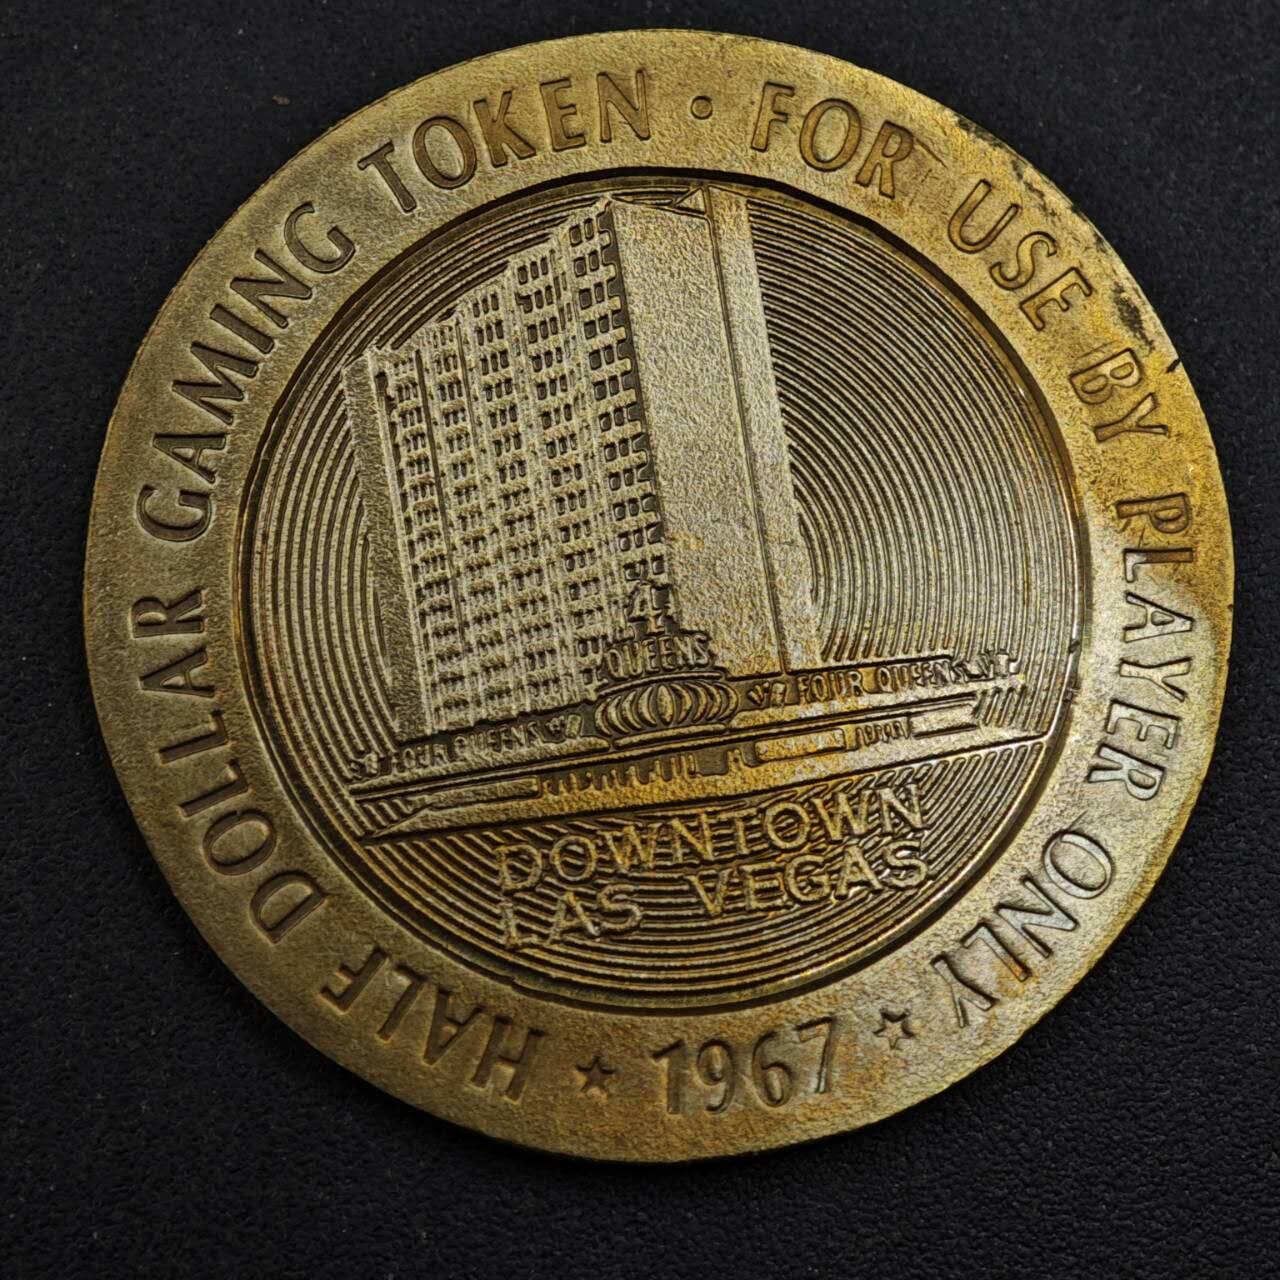 HALF DOLLAR GAMING TOKEN • FOR USE BY PLAYER ONLY
★ 1967 ★
4
QUEENS
FOUR QUEENS
FOUR QUEENS
DOWNTOWN
LAS VEGAS